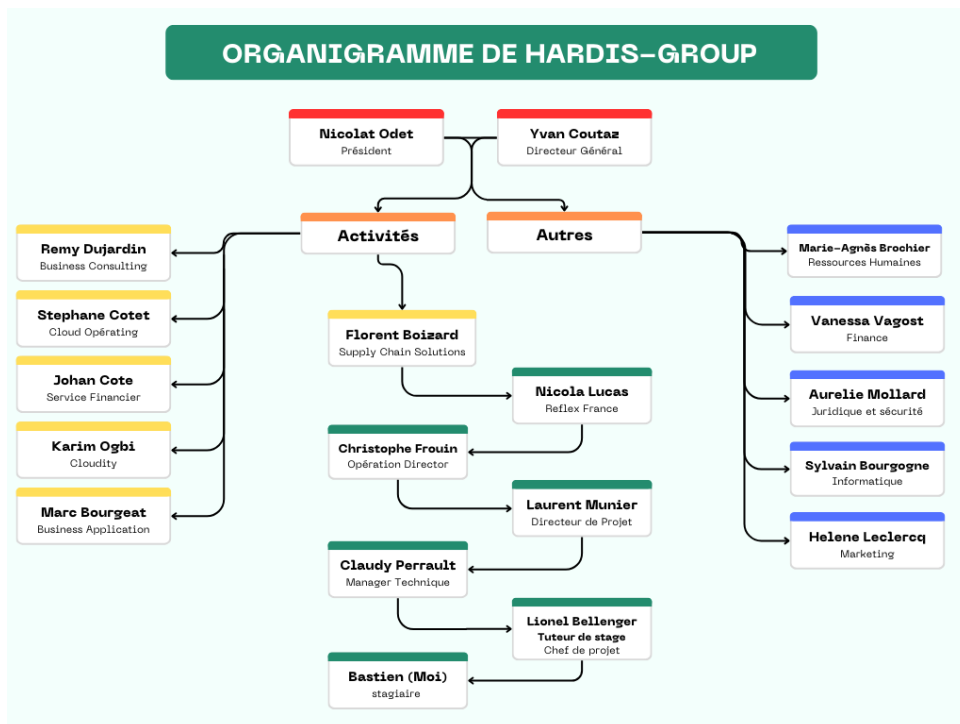 ORGANIGRAMME DE HARDIS-GROUP
Nicolat Odet
Président
Yvan Coutaz
Directeur Général
Activités
Autres
Remy Dujardin
Business Consulting
Stephane Cotet
Cloud Opérating
Johan Cote
Service Financier
Karim Ogbi
Cloudity
Marc Bourgeat
Business Application
Florent Boizard
Supply Chain Solutions
Nicola Lucas
Reflex France
Christophe Frouin
Opération Director
Laurent Munier
Directeur de Projet
Claudy Perrault
Manager Technique
Lionel Bellenger
Tuteur de stage
Chef de projet
Bastien (Moi)
stagiaire
Marie-Agnès Brochier
Ressources Humaines
Vanessa Vagost
Finance
Aurelie Mollard
Juridique et sécurité
Sylvain Bourgogne
Informatique
Helene Leclercq
Marketing